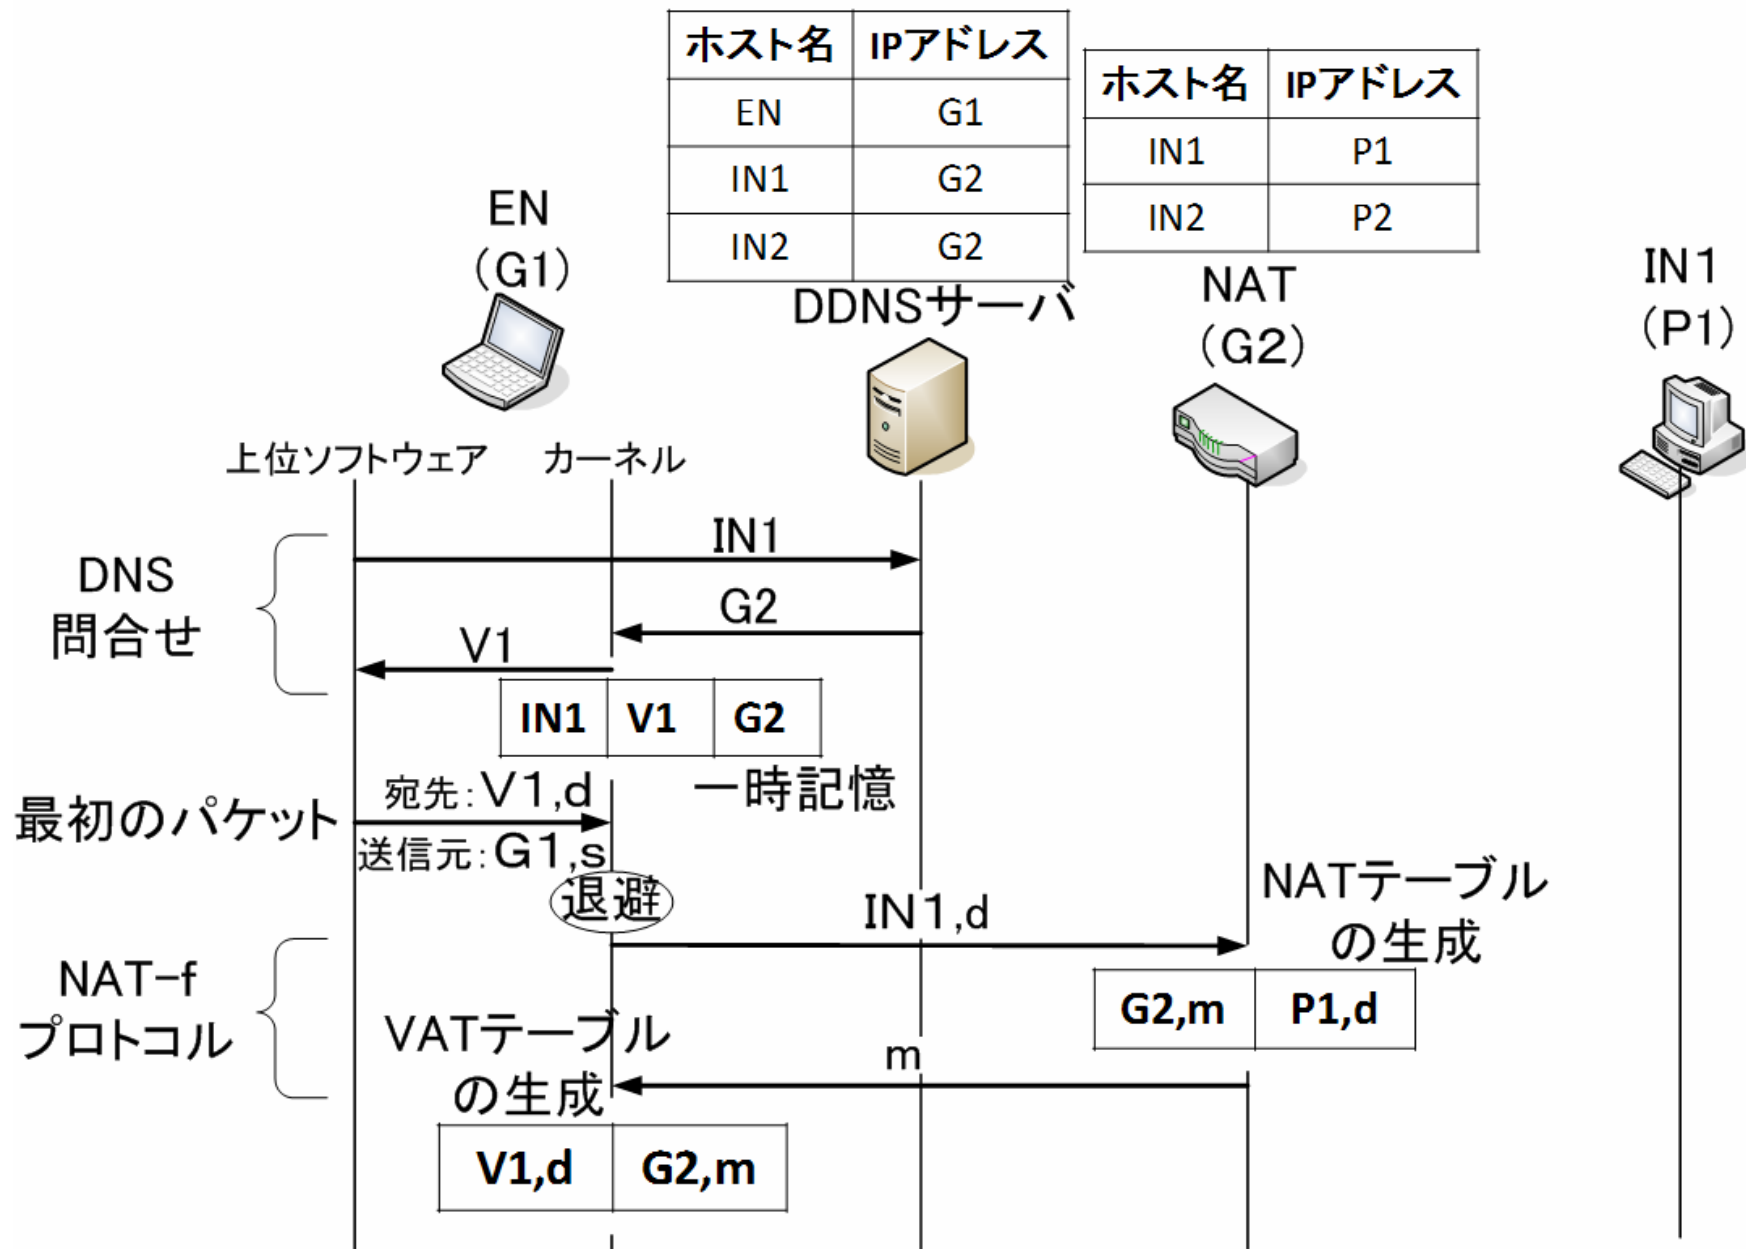 ホスト名 IPアドレス
EN G1
IN1 G2
IN2 G2
ホスト名 IPアドレス
IN1 P1
IN2 P2
EN
(G1)
DDNSサーバ
NAT
(G2)
IN1
(P1)
上位ソフトウェア
カーネル
DNS
問合せ
IN1
G2
V1
IN1 V1 G2
一時記憶
最初のパケット
宛先:V1,d
送信元:G1,s
退避
IN1,d
NATテーブル
の生成
NAT-f
プロトコル
G2,m P1,d
VATテーブル
の生成
m
V1,d G2,m